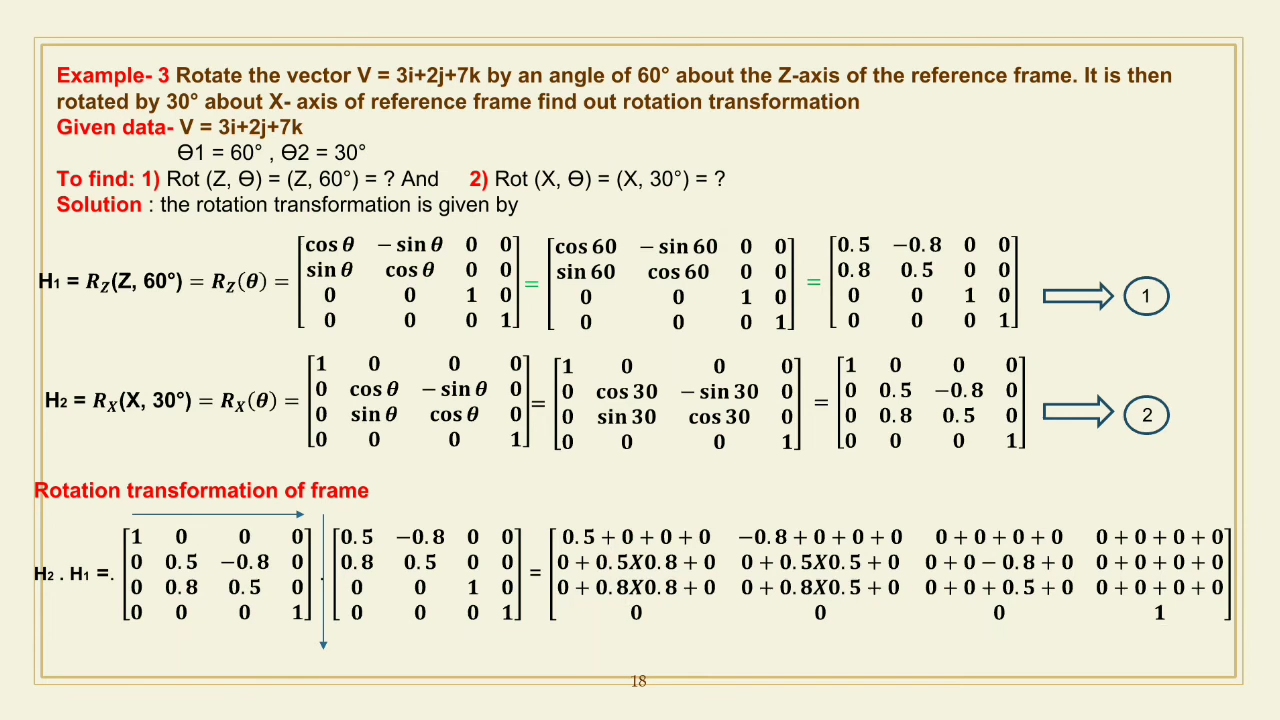 Example- 3 Rotate the vector V = 3i+2j+7k by an angle of 60° about the Z-axis of the reference frame. It is then
rotated by 30° about X- axis of reference frame find out rotation transformation
Given data- V = 3i+2j+7k
Ѳ1 = 60° , Ѳ2 = 30°
To find: 1) Rot (Z, Ѳ) = (Z, 60°) = ? And 2) Rot (X, Ѳ) = (X, 30°) = ?
Solution : the rotation transformation is given by
H1 = R_Z(Z, 60°) = R_Z(θ) = [cos θ − sin θ 0 0; sin θ cos θ 0 0; 0 0 1 0; 0 0 0 1] = [cos 60 − sin 60 0 0; sin 60 cos 60 0 0; 0 0 1 0; 0 0 0 1] = [0.5 −0.8 0 0; 0.8 0.5 0 0; 0 0 1 0; 0 0 0 1] 1
H2 = R_X(X, 30°) = R_X(θ) = [1 0 0 0; 0 cos θ − sin θ 0; 0 sin θ cos θ 0; 0 0 0 1] = [1 0 0 0; 0 cos 30 − sin 30 0; 0 sin 30 cos 30 0; 0 0 0 1] = [1 0 0 0; 0 0.5 −0.8 0; 0 0.8 0.5 0; 0 0 0 1] 2
Rotation transformation of frame
H2 . H1 =. [1 0 0 0; 0 0.5 −0.8 0; 0 0.8 0.5 0; 0 0 0 1] . [0.5 −0.8 0 0; 0.8 0.5 0 0; 0 0 1 0; 0 0 0 1] = [0.5 + 0 + 0 + 0 −0.8 + 0 + 0 + 0 0 + 0 + 0 + 0 0 + 0 + 0 + 0; 0 + 0.5X0.8 + 0 0 + 0.5X0.5 + 0 0 + 0 − 0.8 + 0 0 + 0 + 0 + 0; 0 + 0.8X0.8 + 0 0 + 0.8X0.5 + 0 0 + 0 + 0.5 + 0 0 + 0 + 0 + 0; 0 0 0 1]
18